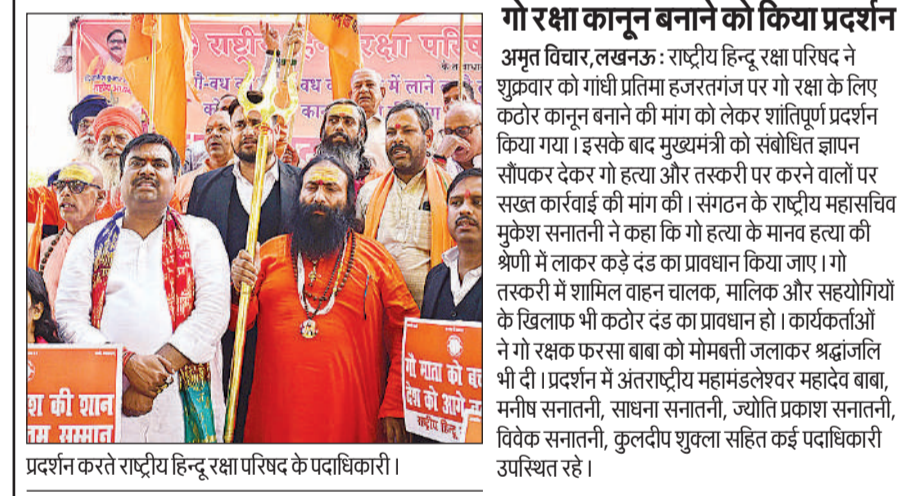 गो रक्षा कानून बनाने को किया प्रदर्शन
अमृत विचार, लखनऊ : राष्ट्रीय हिन्दू रक्षा परिषद ने
शुक्रवार को गांधी प्रतिमा हजरतगंज पर गो रक्षा के लिए
कठोर कानून बनाने की मांग को लेकर शांतिपूर्ण प्रदर्शन
किया गया। इसके बाद मुख्यमंत्री को संबोधित ज्ञापन
सौंपकर देकर गो हत्या और तस्करी पर करने वालों पर
सख्त कार्रवाई की मांग की। संगठन के राष्ट्रीय महासचिव
मुकेश सनातनी ने कहा कि गो हत्या के मानव हत्या की
श्रेणी में लाकर कड़े दंड का प्रावधान किया जाए। गो
तस्करी में शामिल वाहन चालक, मालिक और सहयोगियों
के खिलाफ भी कठोर दंड का प्रावधान हो। कार्यकर्ताओं
ने गो रक्षक फरसा बाबा को मोमबत्ती जलाकर श्रद्धांजलि
भी दी। प्रदर्शन में अंतराष्ट्रीय महामंडलेश्वर महादेव बाबा,
मनीष सनातनी, साधना सनातनी, ज्योति प्रकाश सनातनी,
विवेक सनातनी, कुलदीप शुक्ला सहित कई पदाधिकारी
उपस्थित रहे।
राष्ट्रीय हिन्दू रक्षा परिष
में लाने
की शान
सम्मान
गौ माता को
देश को आगे
राष्ट्रीय हिन्दू
प्रदर्शन करते राष्ट्रीय हिन्दू रक्षा परिषद के पदाधिकारी।